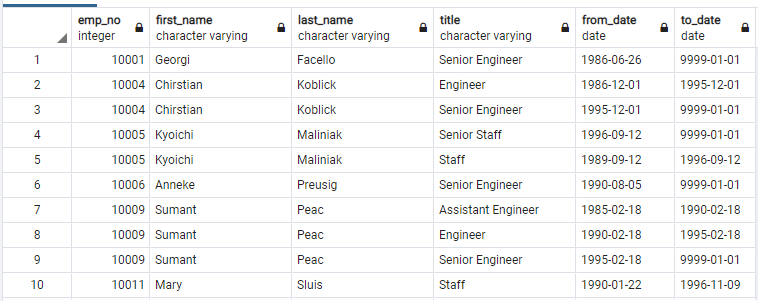 emp_no first_name last_name title from_date to_date
integer character varying character varying character varying date date
1 10001 Georgi Facello Senior Engineer 1986-06-26 9999-01-01
2 10004 Chirstian Koblick Engineer 1986-12-01 1995-12-01
3 10004 Chirstian Koblick Senior Engineer 1995-12-01 9999-01-01
4 10005 Kyoichi Maliniak Senior Staff 1996-09-12 9999-01-01
5 10005 Kyoichi Maliniak Staff 1989-09-12 1996-09-12
6 10006 Anneke Preusig Senior Engineer 1990-08-05 9999-01-01
7 10009 Sumant Peac Assistant Engineer 1985-02-18 1990-02-18
8 10009 Sumant Peac Engineer 1990-02-18 1995-02-18
9 10009 Sumant Peac Senior Engineer 1995-02-18 9999-01-01
10 10011 Mary Sluis Staff 1990-01-22 1996-11-09